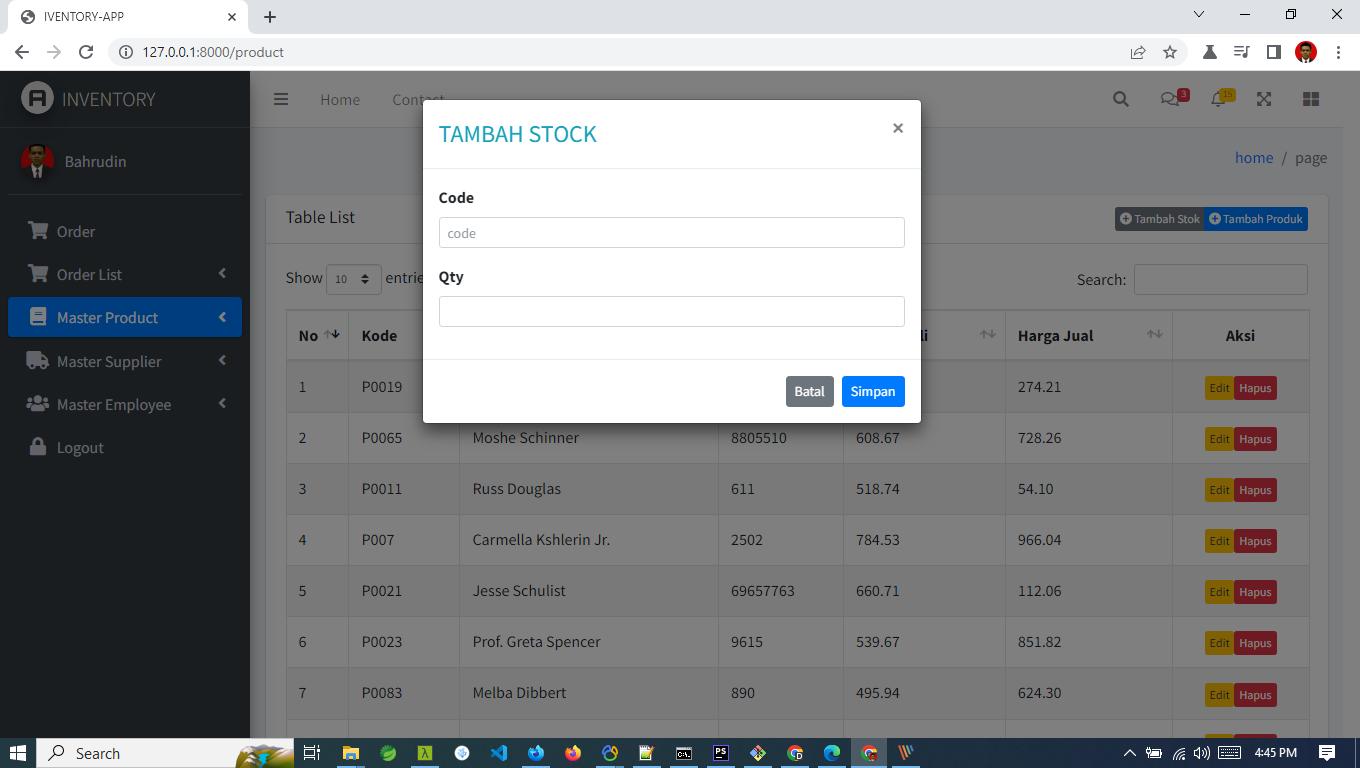 IVENTORY-APP
127.0.0.1:8000/product
INVENTORY
Home
Contact
3
15
Bahrudin
home / page
Order
Order List
Master Product
Master Supplier
Master Employee
Logout
TAMBAH STOCK
×
Code
code
Qty
Batal
Simpan
Table List
Tambah Stok
Tambah Produk
Show 10
Search:
No Kode Harga Jual Aksi
1 P0019 274.21 Edit Hapus
2 P0065 Moshe Schinner 8805510 608.67 728.26 Edit Hapus
3 P0011 Russ Douglas 611 518.74 54.10 Edit Hapus
4 P007 Carmella Kshlerin Jr. 2502 784.53 966.04 Edit Hapus
5 P0021 Jesse Schulist 69657763 660.71 112.06 Edit Hapus
6 P0023 Prof. Greta Spencer 9615 539.67 851.82 Edit Hapus
7 P0083 Melba Dibbert 890 495.94 624.30 Edit Hapus
Search
4:45 PM